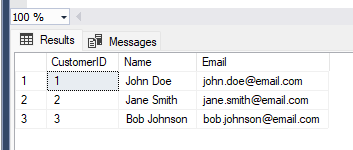 100 %
Results Messages
CustomerID Name Email
1 1 John Doe john.doe@email.com
2 2 Jane Smith jane.smith@email.com
3 3 Bob Johnson bob.johnson@email.com